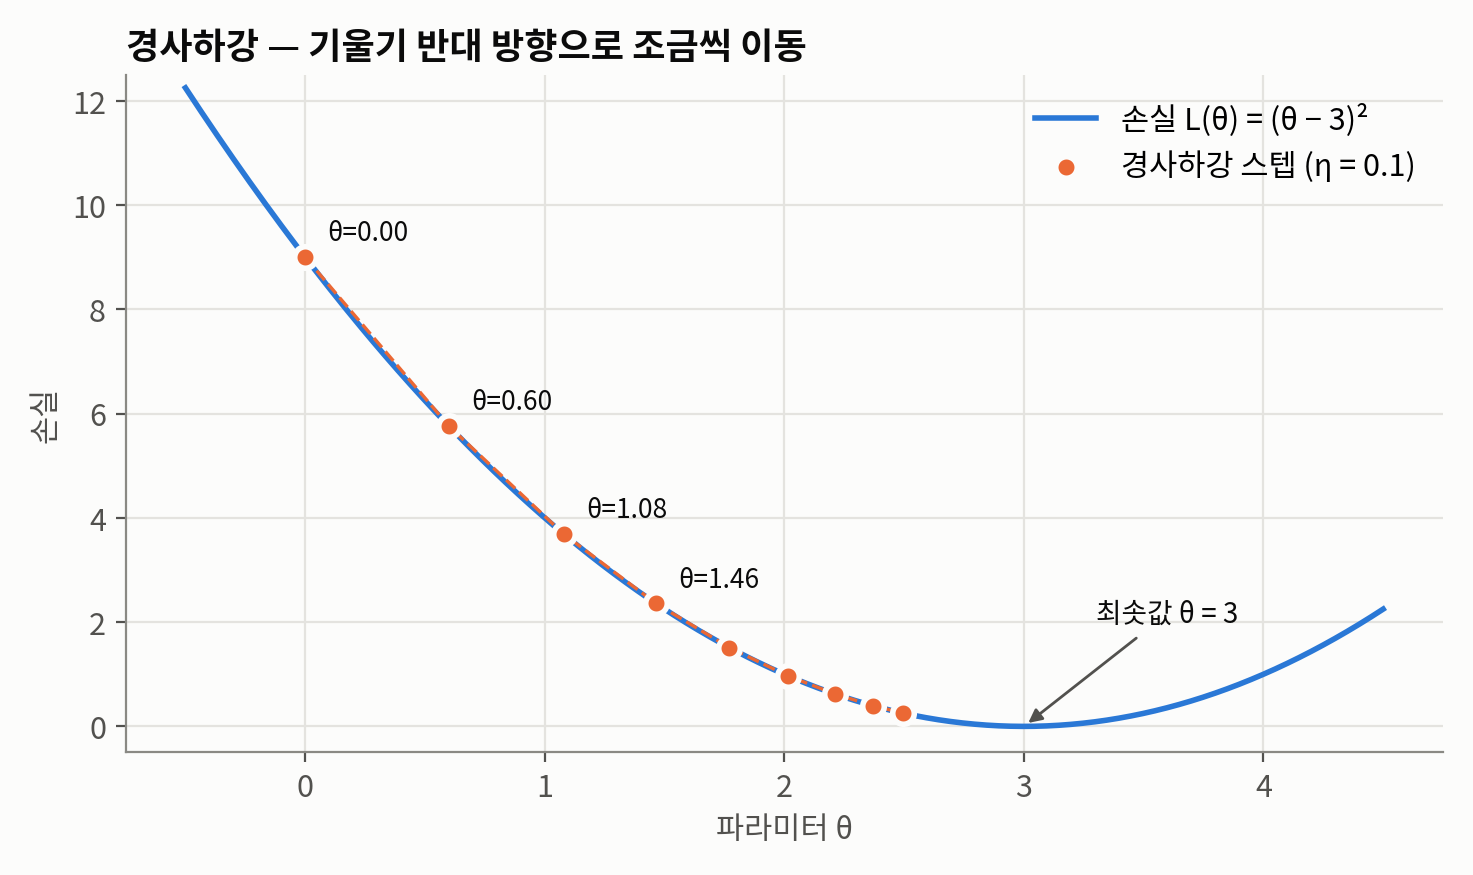 경사하강 — 기울기 반대 방향으로 조금씩 이동
손실 L(θ) = (θ − 3)²
경사하강 스텝 (η = 0.1)
12
10
8
6
4
2
0
손실
θ=0.00
θ=0.60
θ=1.08
θ=1.46
최솟값 θ = 3
0 1 2 3 4
파라미터 θ